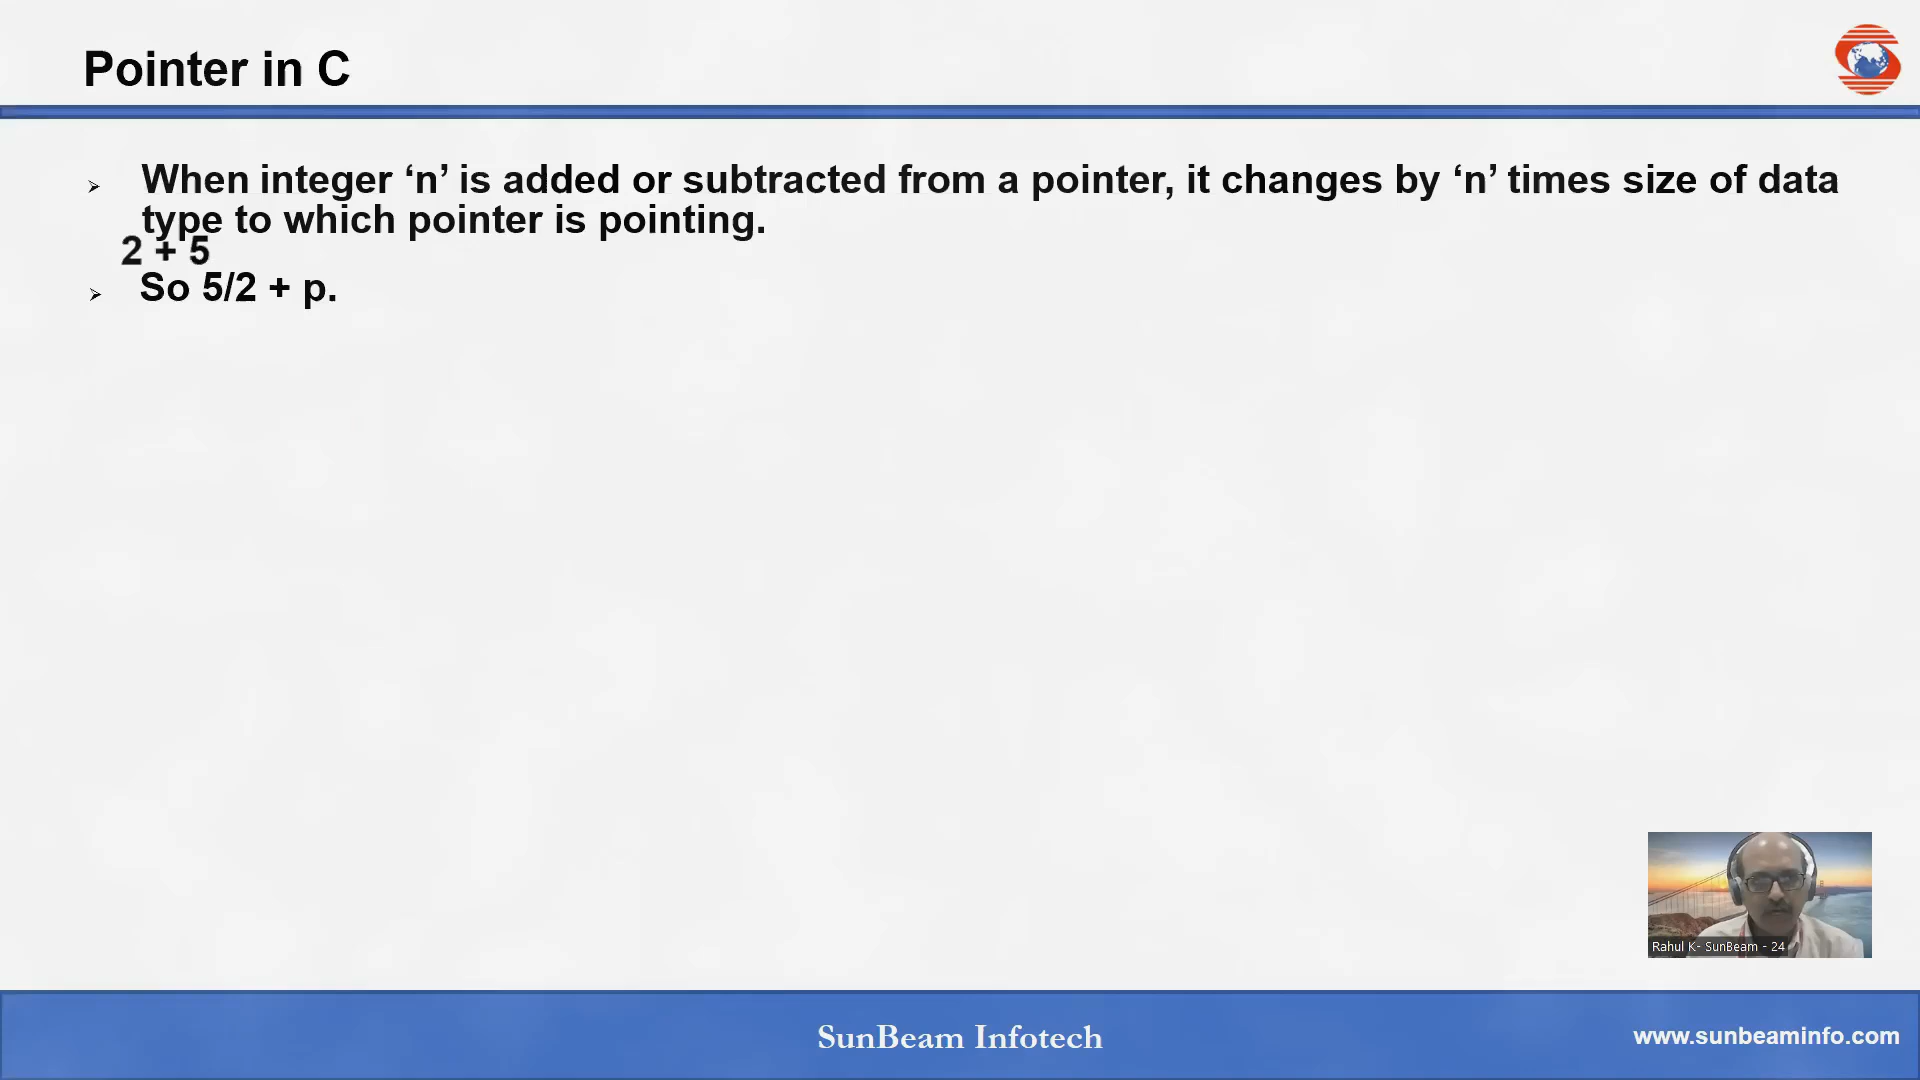 Pointer in C
When integer ‘n’ is added or subtracted from a pointer, it changes by ‘n’ times size of data
type to which pointer is pointing.
2 + 5
So 5/2 + p.
Rahul K- SunBeam - 24
SunBeam Infotech
www.sunbeaminfo.com